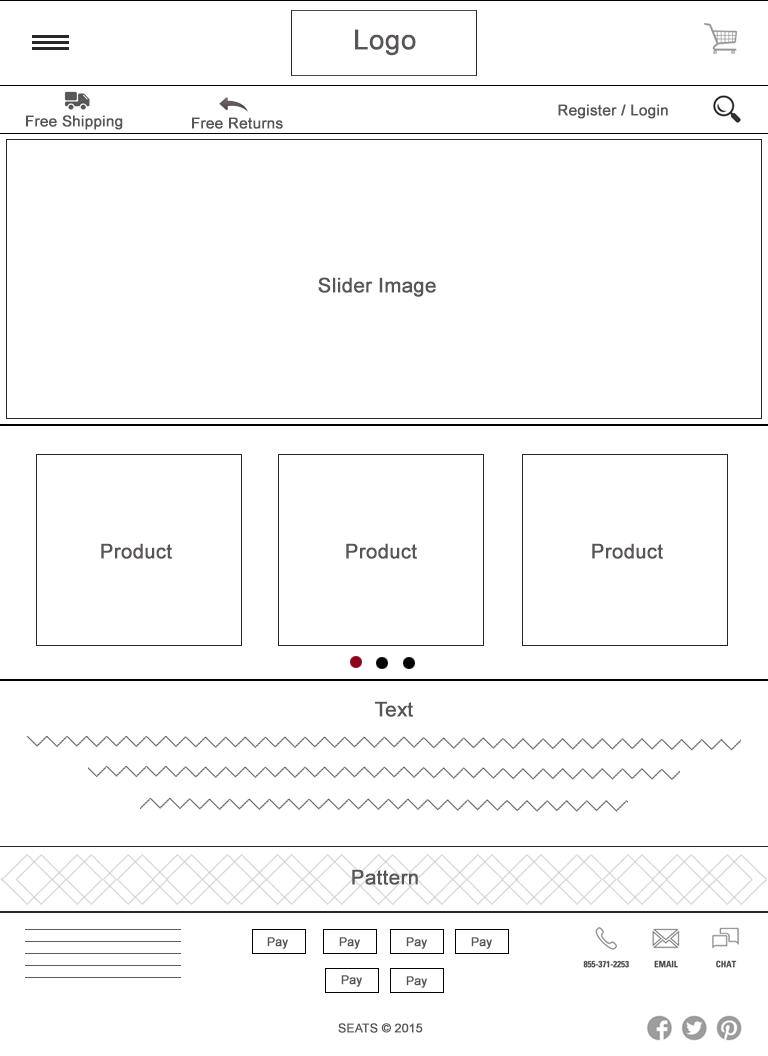 Logo
Free Shipping
Free Returns
Register / Login
Slider Image
Product
Product
Product
Text
Pattern
Pay
Pay
Pay
Pay
Pay
Pay
855-371-2253
EMAIL
CHAT
SEATS © 2015